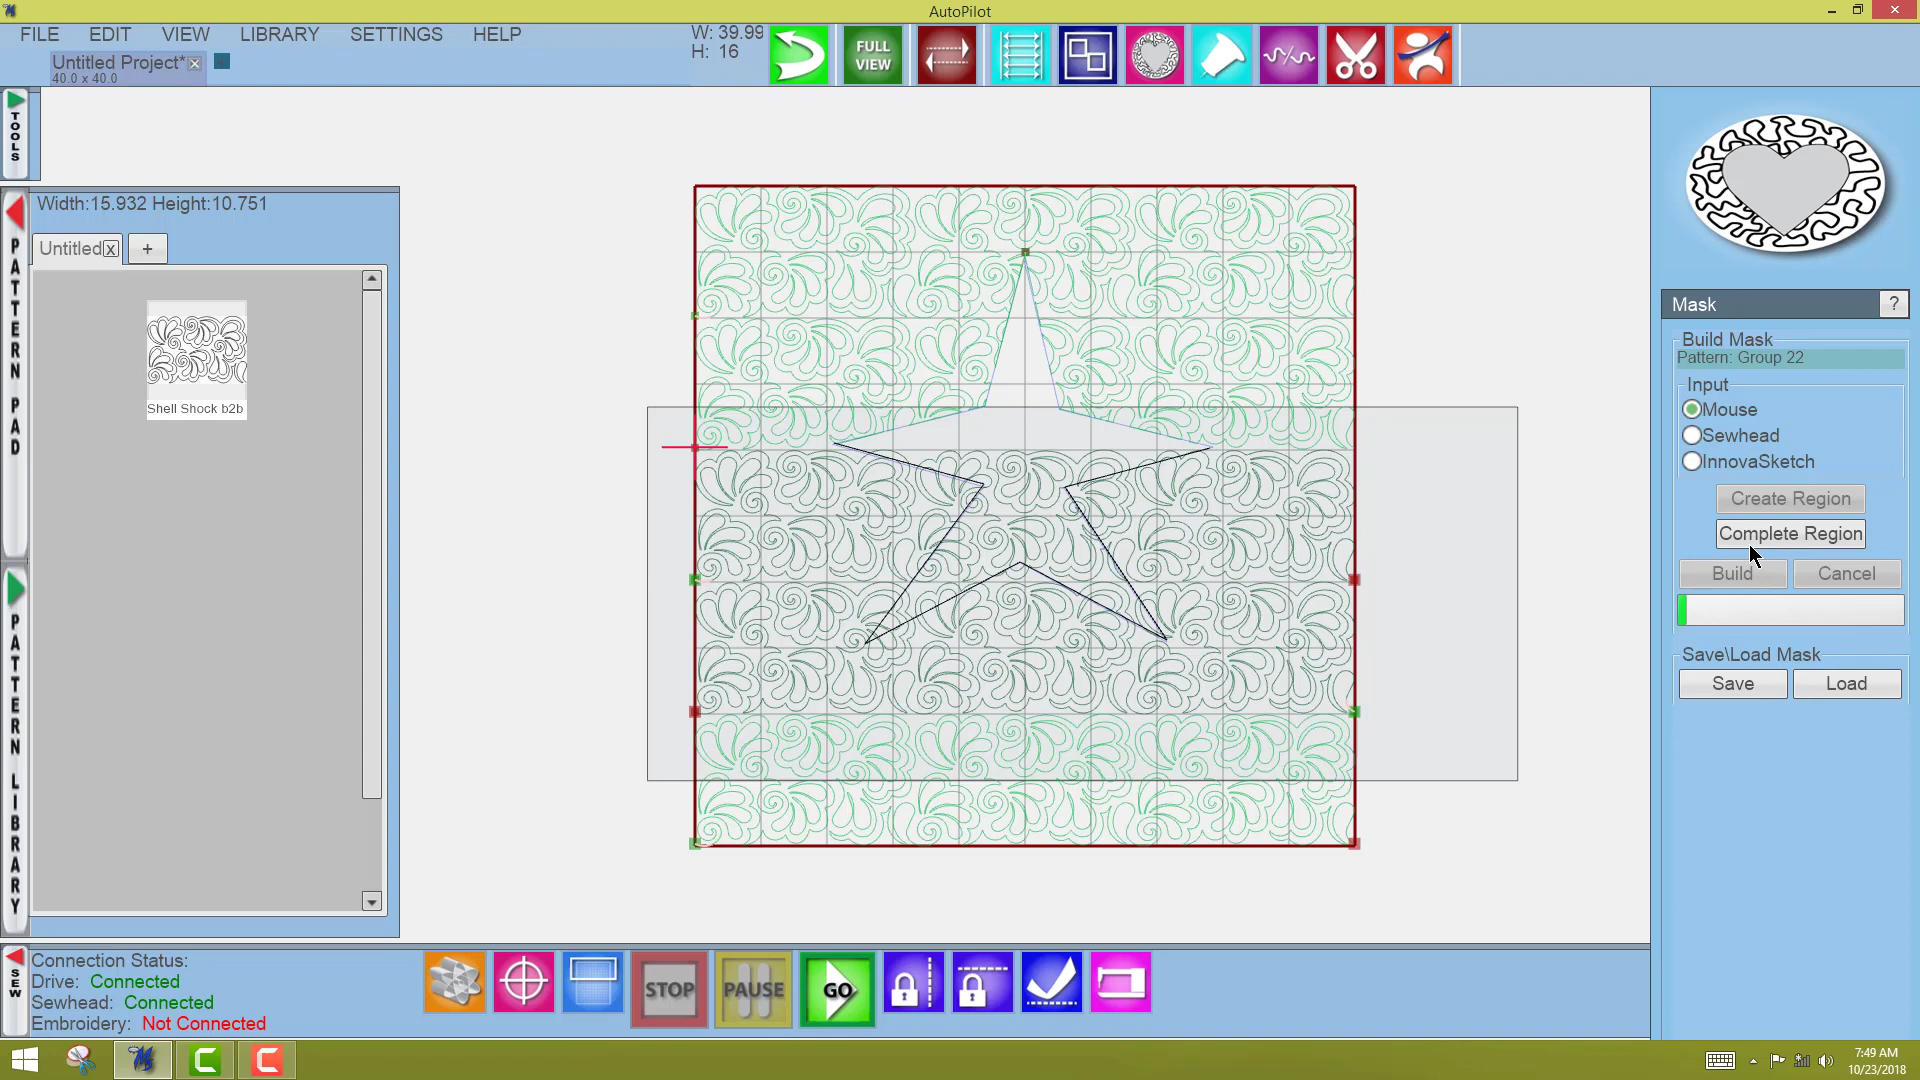 AutoPilot
FILE EDIT VIEW LIBRARY SETTINGS HELP
W: 39.99
H: 16
FULL
VIEW
Untitled Project*
40.0 x 40.0
TOOLS
PATTERN PAD
PATTERN LIBRARY
SEW
Width:15.932 Height:10.751
Untitled X +
Shell Shock b2b
Mask ?
Build Mask
Pattern: Group 22
Input
Mouse
Sewhead
InnovaSketch
Create Region
Complete Region
Build Cancel
Save\Load Mask
Save Load
Connection Status:
Drive: Connected
Sewhead: Connected
Embroidery: Not Connected
STOP PAUSE GO
7:49 AM
10/23/2018